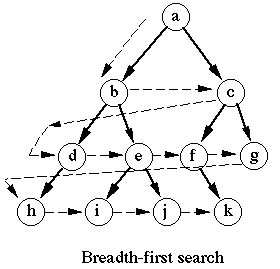 a
b c
d e f g
h i j k
Breadth-first search